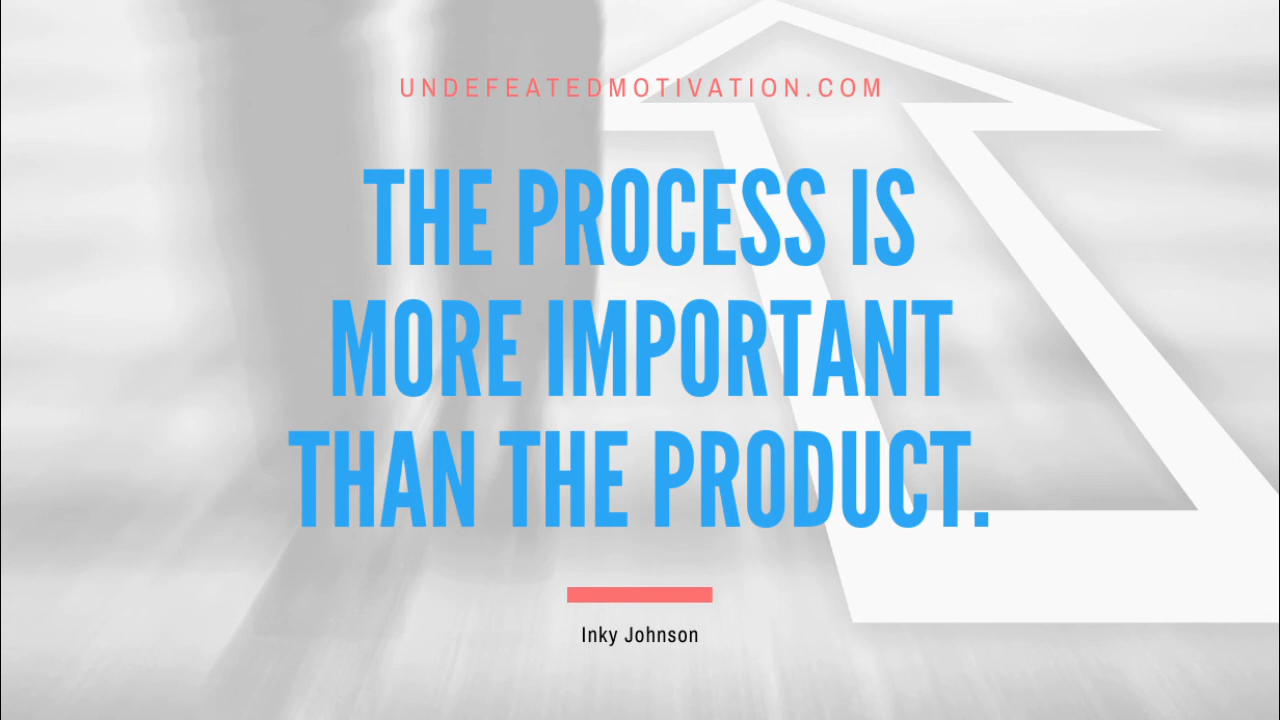 UNDEFEATEDMOTIVATION.COM
THE PROCESS IS
MORE IMPORTANT
THAN THE PRODUCT.
Inky Johnson